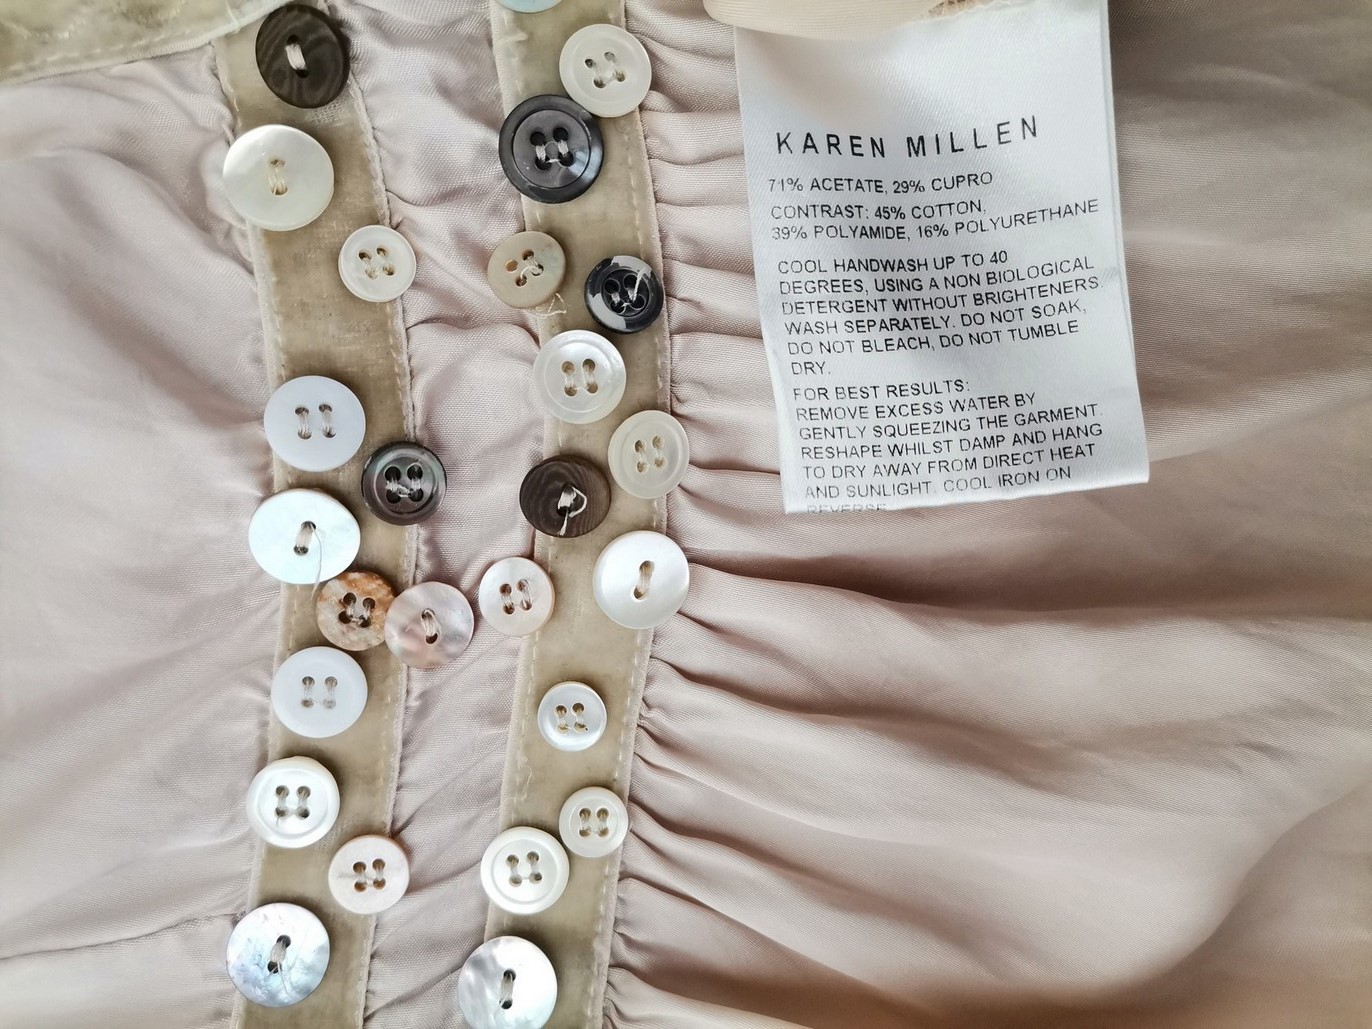 KAREN MILLEN
71% ACETATE, 29% CUPRO
CONTRAST: 45% COTTON,
39% POLYAMIDE, 16% POLYURETHANE
COOL HANDWASH UP TO 40
DEGREES, USING A NON BIOLOGICAL
DETERGENT WITHOUT BRIGHTENERS.
WASH SEPARATELY. DO NOT SOAK,
DO NOT BLEACH, DO NOT TUMBLE
DRY.
FOR BEST RESULTS:
REMOVE EXCESS WATER BY
GENTLY SQUEEZING THE GARMENT.
RESHAPE WHILST DAMP AND HANG
TO DRY AWAY FROM DIRECT HEAT
AND SUNLIGHT. COOL IRON ON
REVERSE